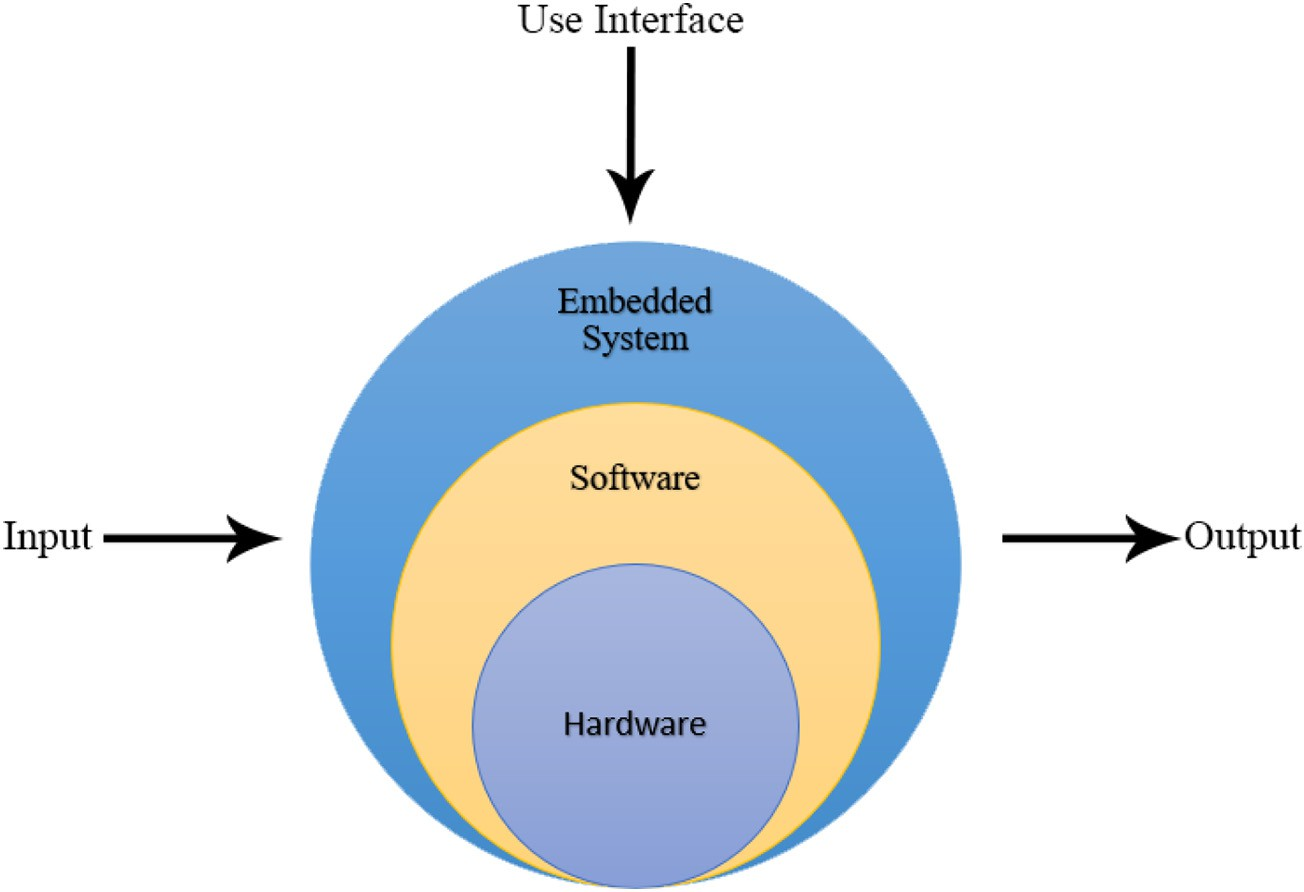 Use Interface
Embedded
System
Software
Input
Output
Hardware